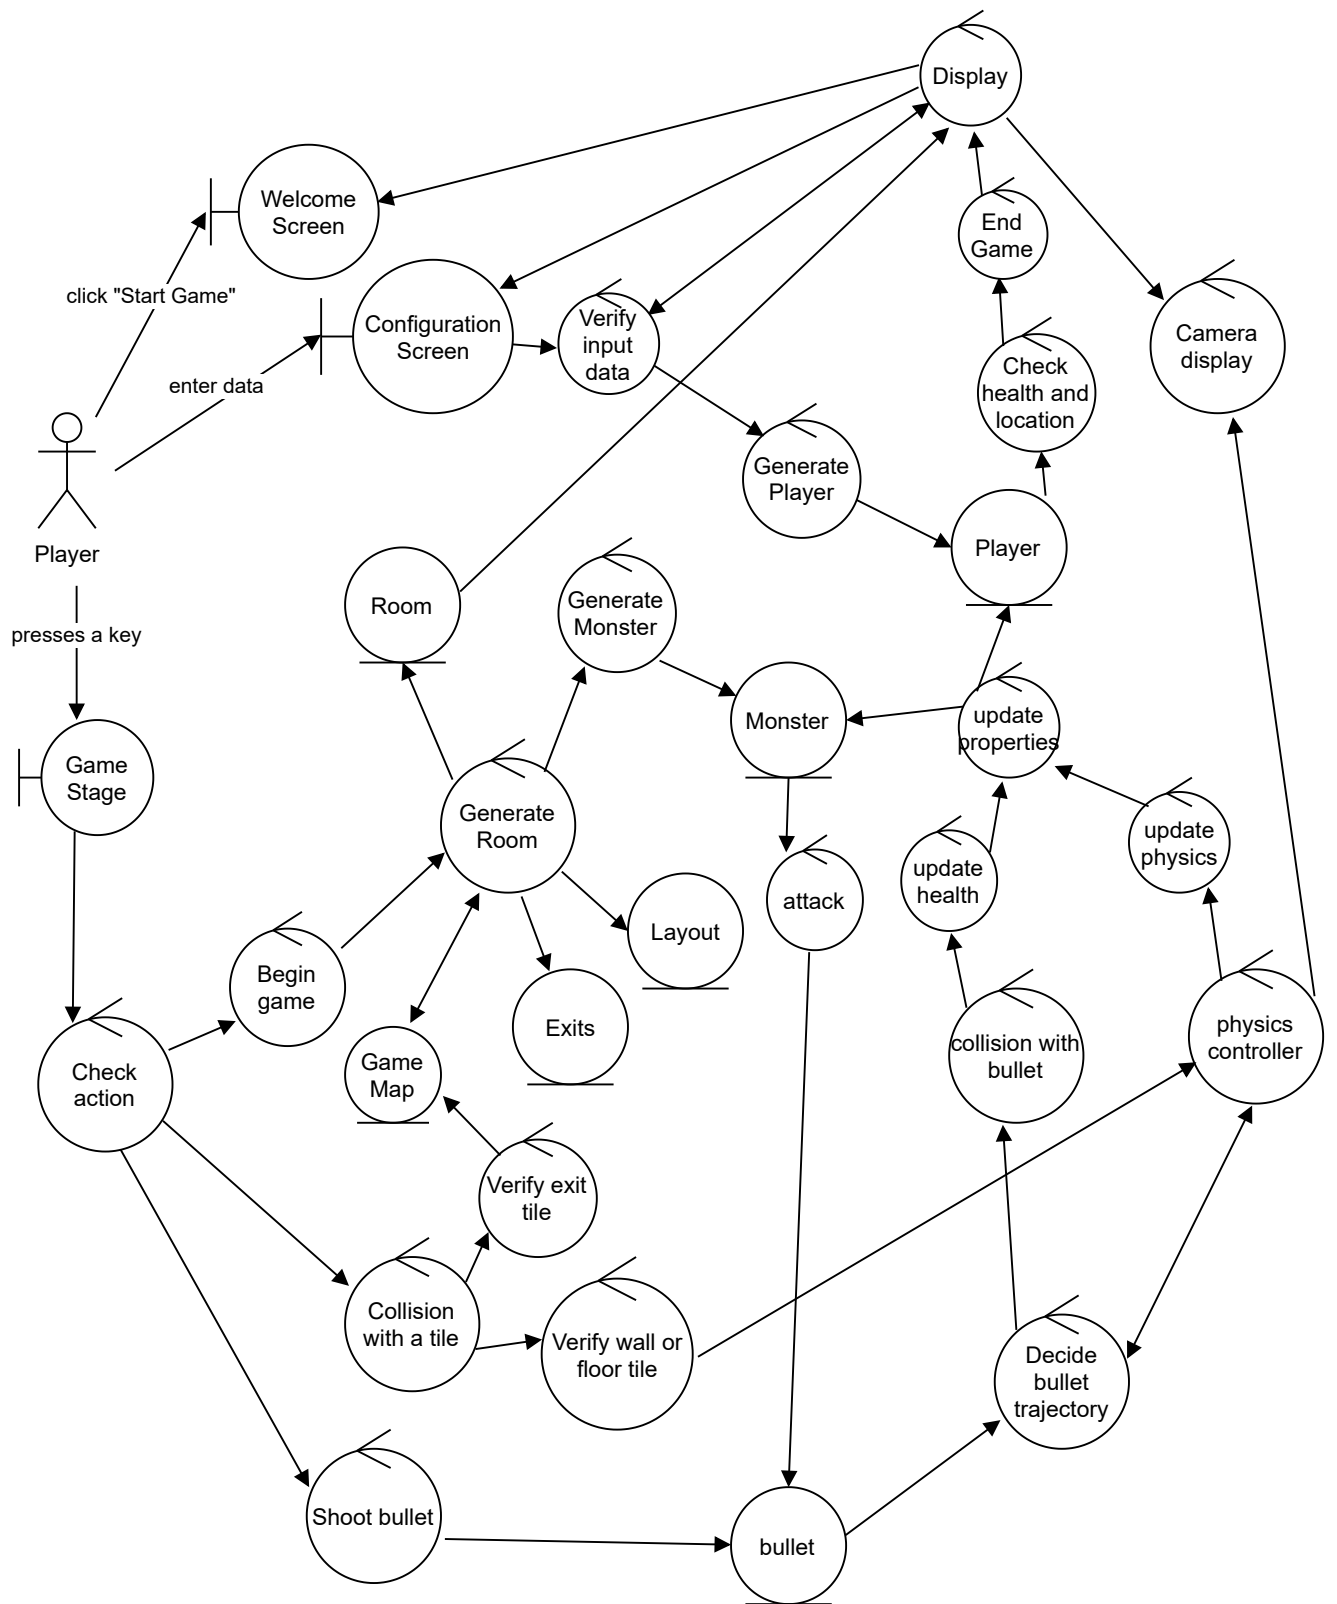 Display
Welcome
Screen
End
Game
click "Start Game"
Configuration
Screen
Verify
input
data
Camera
display
enter data
Check
health and
location
Generate
Player
Player
Player
Room
Generate
Monster
presses a key
Monster
update
properties
Game
Stage
Generate
Room
update
physics
update
health
attack
Layout
Begin
game
Exits
physics
controller
collision with
bullet
Game
Map
Check
action
Verify exit
tile
Collision
with a tile
Verify wall or
floor tile
Decide
bullet
trajectory
Shoot bullet
bullet